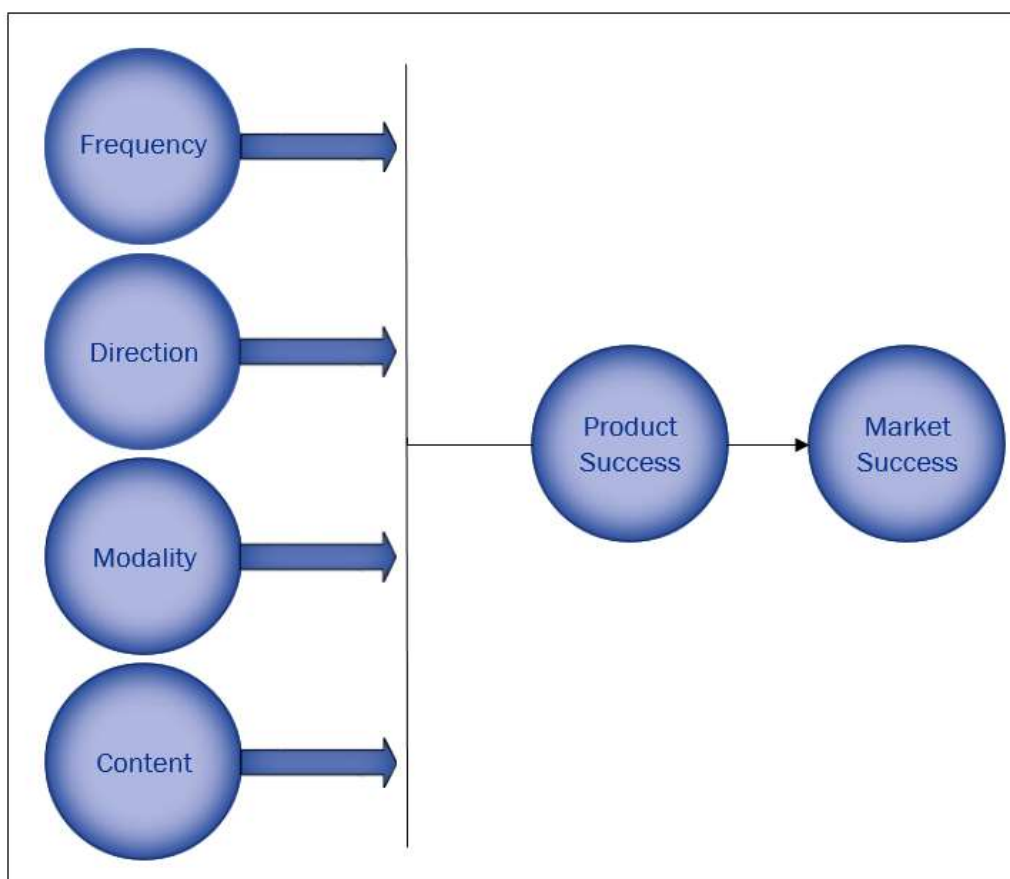 Frequency
Direction
Modality
Content
Product
Success
Market
Success